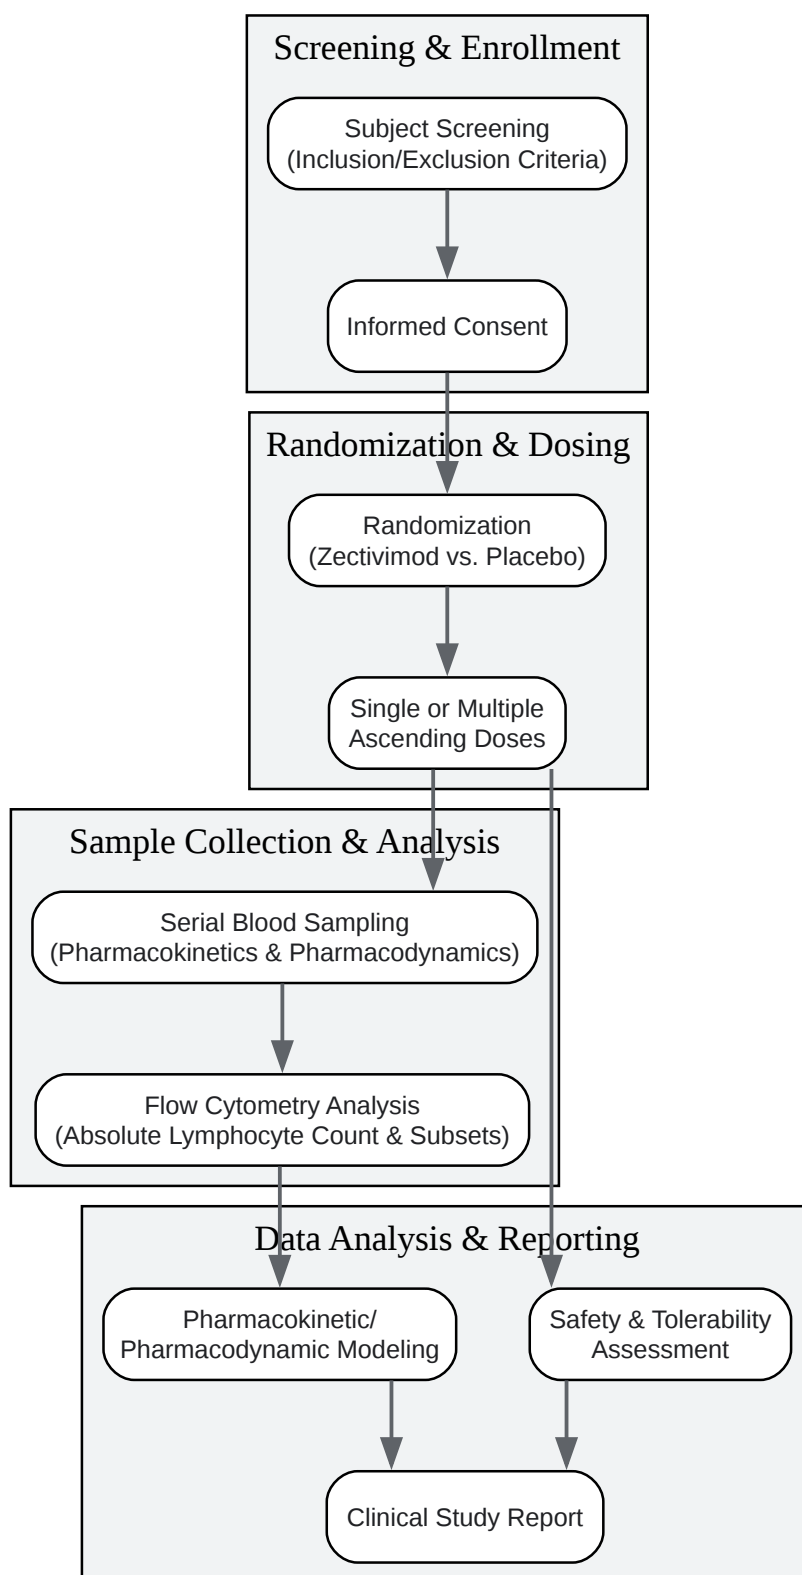 Screening & Enrollment
Subject Screening
(Inclusion/Exclusion Criteria)
Informed Consent
Randomization & Dosing
Randomization
(Zectivimod vs. Placebo)
Single or Multiple
Ascending Doses
Sample Collection & Analysis
Serial Blood Sampling
(Pharmacokinetics & Pharmacodynamics)
Flow Cytometry Analysis
(Absolute Lymphocyte Count & Subsets)
Data Analysis & Reporting
Pharmacokinetic/
Pharmacodynamic Modeling
Safety & Tolerability
Assessment
Clinical Study Report